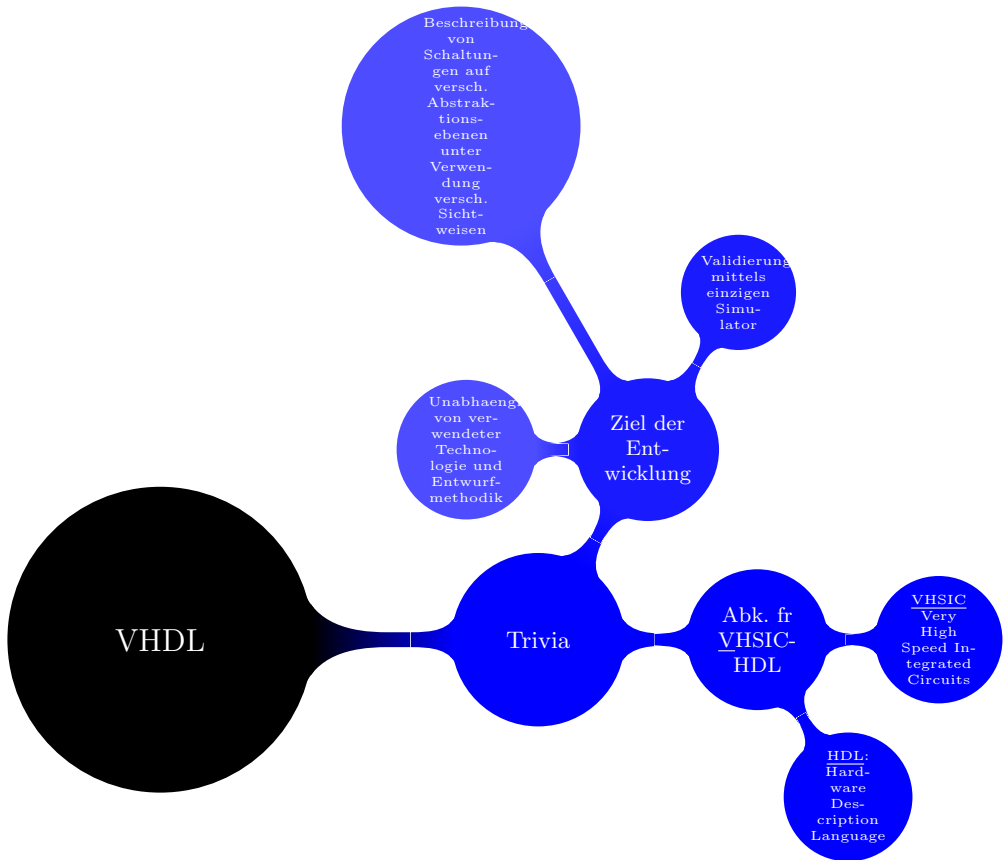 Beschreibung
von
Schaltun-
gen auf
versch.
Abstrak-
tions-
ebenen
unter
Verwen-
dung
versch.
Sicht-
weisen
Validierung
mittels
einzigen
Simu-
lator
Unabhaeng
von ver-
wendeter
Techno-
logie und
Entwurf-
methodik
Ziel der
Ent-
wicklung
VHDL
Trivia
Abk. fr
VHSIC-
HDL
VHSIC
Very
High
Speed In-
tegrated
Circuits
HDL:
Hard-
ware
Des-
cription
Language